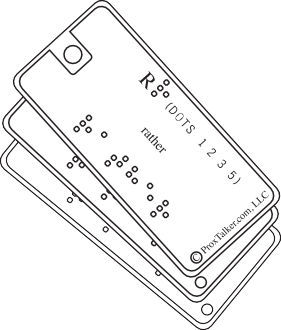 R (DOTS 1 2 3 5)
rather
© ProxTalker.com, LLC